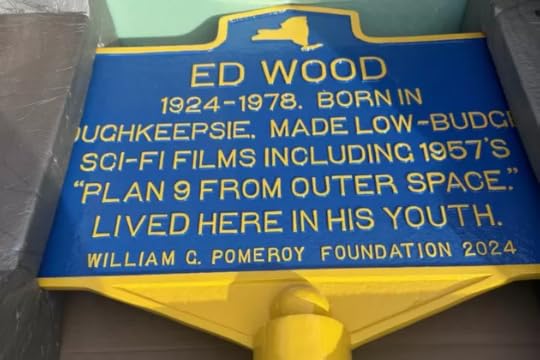 ED WOOD
1924-1978. BORN IN
OUGHKEEPSIE. MADE LOW-BUDGE
SCI-FI FILMS INCLUDING 1957'S
"PLAN 9 FROM OUTER SPACE."
LIVED HERE IN HIS YOUTH.
WILLIAM G. POMEROY FOUNDATION 2024